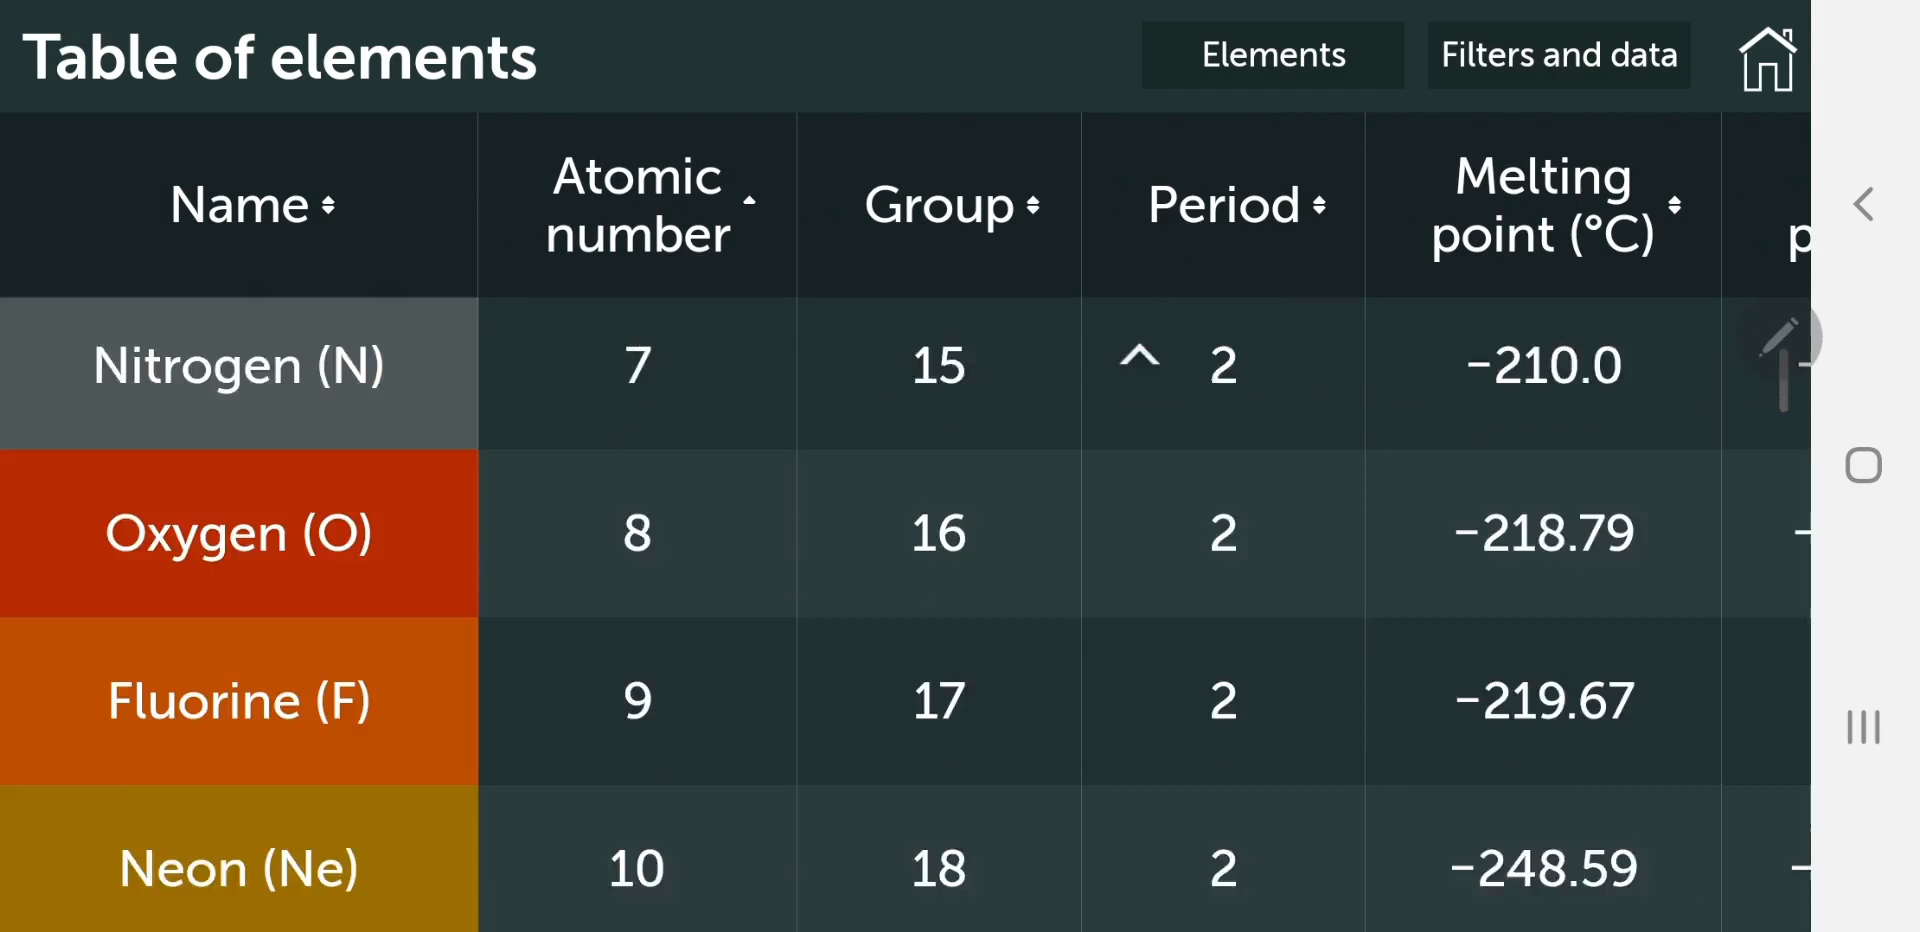 Table of elements
Elements
Filters and data
Name
Atomic number
Group
Period
Melting point (°C)
p
Nitrogen (N) 7 15 2 −210.0 −
Oxygen (O) 8 16 2 −218.79 −
Fluorine (F) 9 17 2 −219.67
Neon (Ne) 10 18 2 −248.59 −